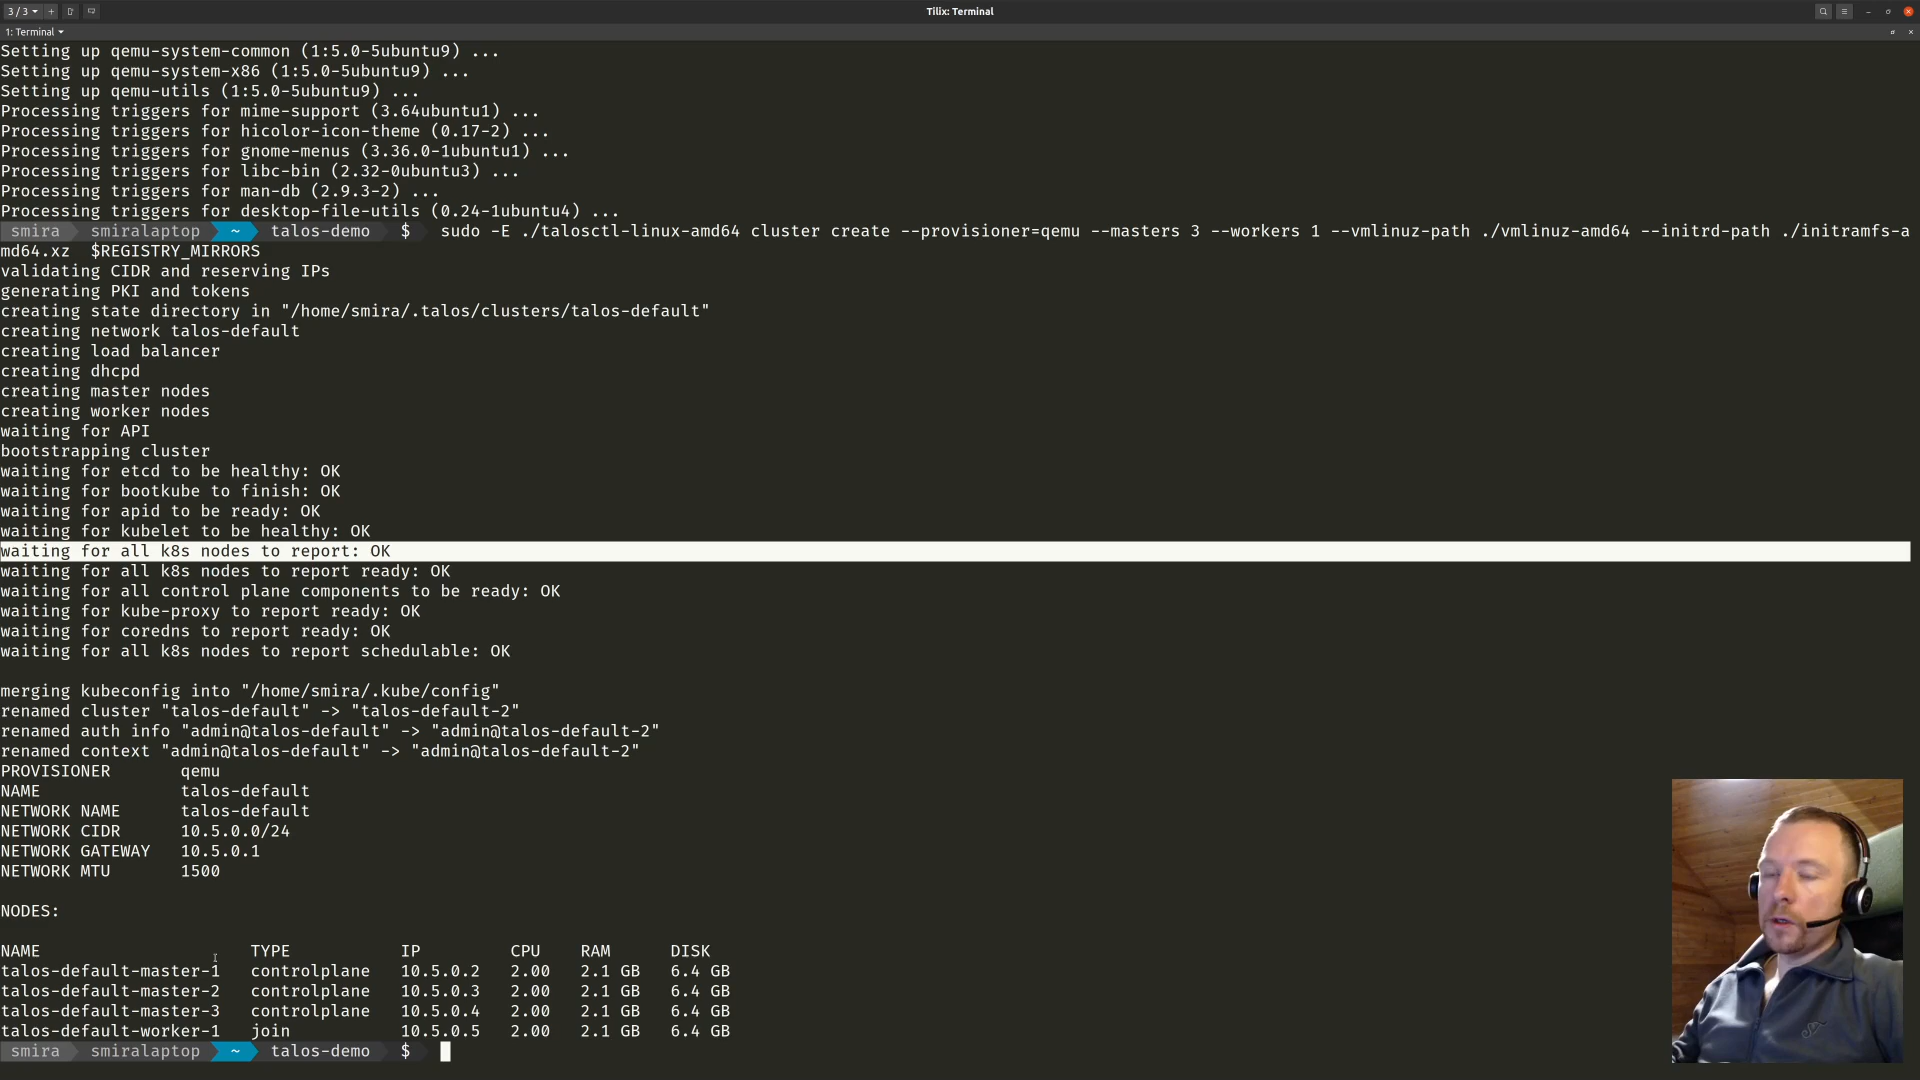 3 / 3
Tilix: Terminal
1: Terminal
Setting up qemu-system-common (1:5.0-5ubuntu9) ...
Setting up qemu-system-x86 (1:5.0-5ubuntu9) ...
Setting up qemu-utils (1:5.0-5ubuntu9) ...
Processing triggers for mime-support (3.64ubuntu1) ...
Processing triggers for hicolor-icon-theme (0.17-2) ...
Processing triggers for gnome-menus (3.36.0-1ubuntu1) ...
Processing triggers for libc-bin (2.32-0ubuntu3) ...
Processing triggers for man-db (2.9.3-2) ...
Processing triggers for desktop-file-utils (0.24-1ubuntu4) ...
smira smiralaptop ~ talos-demo $ sudo -E ./talosctl-linux-amd64 cluster create --provisioner=qemu --masters 3 --workers 1 --vmlinuz-path ./vmlinuz-amd64 --initrd-path ./initramfs-a
md64.xz $REGISTRY_MIRRORS
validating CIDR and reserving IPs
generating PKI and tokens
creating state directory in "/home/smira/.talos/clusters/talos-default"
creating network talos-default
creating load balancer
creating dhcpd
creating master nodes
creating worker nodes
waiting for API
bootstrapping cluster
waiting for etcd to be healthy: OK
waiting for bootkube to finish: OK
waiting for apid to be ready: OK
waiting for kubelet to be healthy: OK
waiting for all k8s nodes to report: OK
waiting for all k8s nodes to report ready: OK
waiting for all control plane components to be ready: OK
waiting for kube-proxy to report ready: OK
waiting for coredns to report ready: OK
waiting for all k8s nodes to report schedulable: OK
merging kubeconfig into "/home/smira/.kube/config"
renamed cluster "talos-default" -> "talos-default-2"
renamed auth info "admin@talos-default" -> "admin@talos-default-2"
renamed context "admin@talos-default" -> "admin@talos-default-2"
PROVISIONER qemu
NAME talos-default
NETWORK NAME talos-default
NETWORK CIDR 10.5.0.0/24
NETWORK GATEWAY 10.5.0.1
NETWORK MTU 1500
NODES:
NAME TYPE IP CPU RAM DISK
talos-default-master-1 controlplane 10.5.0.2 2.00 2.1 GB 6.4 GB
talos-default-master-2 controlplane 10.5.0.3 2.00 2.1 GB 6.4 GB
talos-default-master-3 controlplane 10.5.0.4 2.00 2.1 GB 6.4 GB
talos-default-worker-1 join 10.5.0.5 2.00 2.1 GB 6.4 GB
smira smiralaptop ~ talos-demo $